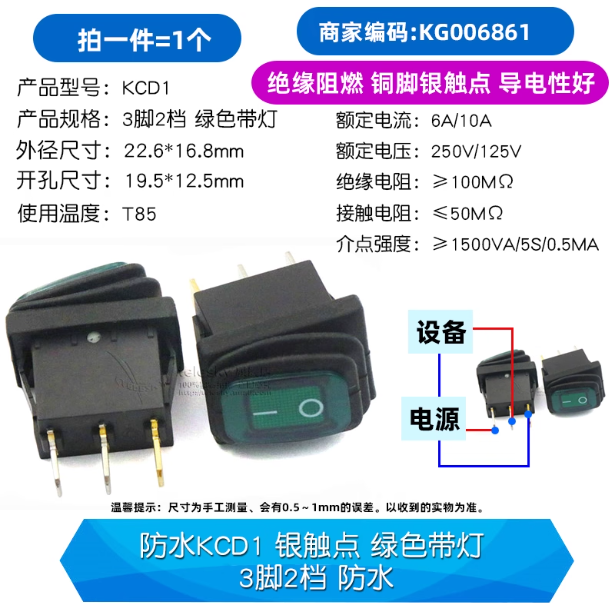 拍一件=1个
商家编码:KG006861
绝缘阻燃 铜脚银触点 导电性好
产品型号: KCD1
产品规格: 3脚2档 绿色带灯
外径尺寸: 22.6*16.8mm
开孔尺寸: 19.5*12.5mm
使用温度: T85
额定电流: 6A/10A
额定电压: 250V/125V
绝缘电阻: ≥100MΩ
接触电阻: ≤50MΩ
介点强度: ≥1500VA/5S/0.5MA
设备
电源
温馨提示: 尺寸为手工测量、会有0.5~1mm的误差。以收到的实物为准。
防水KCD1 银触点 绿色带灯
3脚2档 防水